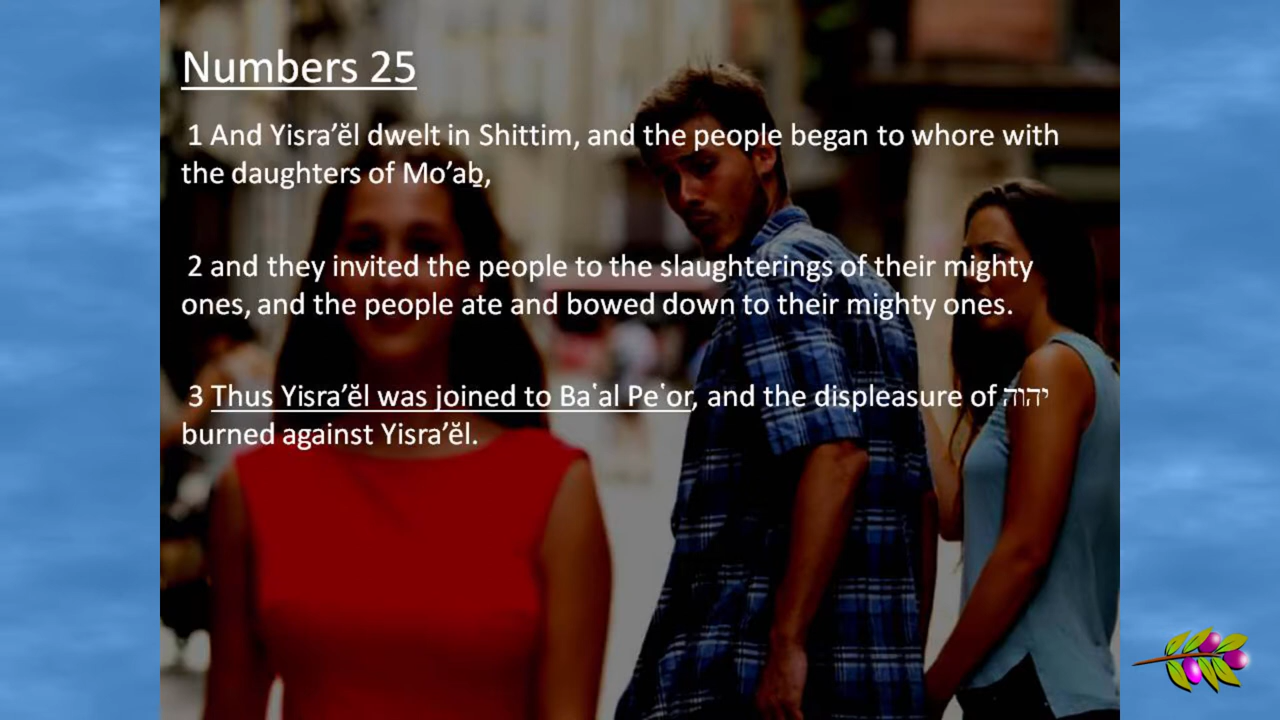 Numbers 25
1 And Yisra’ĕl dwelt in Shittim, and the people began to whore with
the daughters of Mo’aḇ,
2 and they invited the people to the slaughterings of their mighty
ones, and the people ate and bowed down to their mighty ones.
3 Thus Yisra’ĕl was joined to Baʽal Peʽor, and the displeasure of יהוה
burned against Yisra’ĕl.